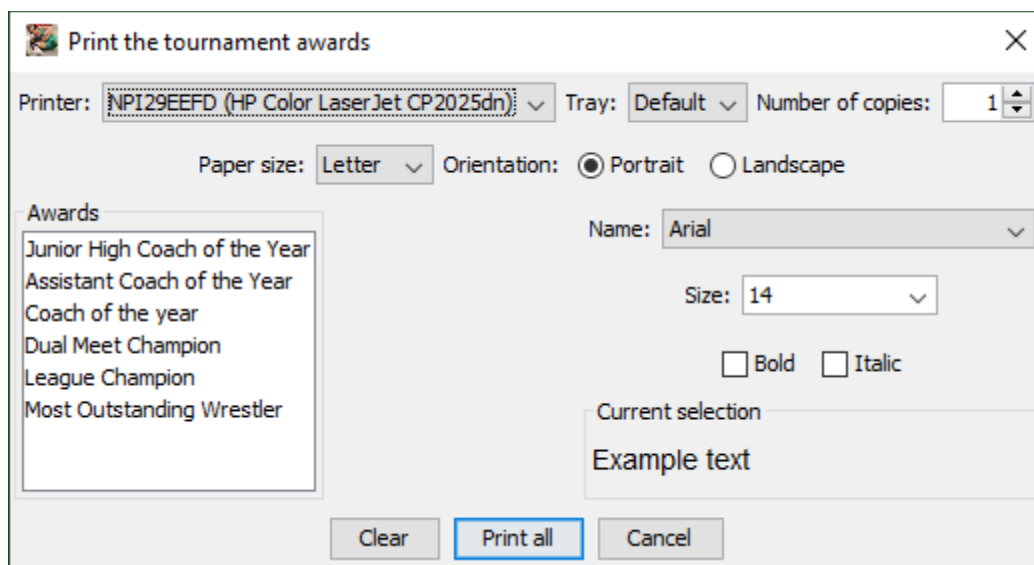 Print the tournament awards
Printer: NPI29EEFD (HP Color LaserJet CP2025dn) Tray: Default Number of copies: 1
Paper size: Letter Orientation: Portrait Landscape
Awards
Junior High Coach of the Year
Assistant Coach of the Year
Coach of the year
Dual Meet Champion
League Champion
Most Outstanding Wrestler
Name: Arial
Size: 14
Bold Italic
Current selection
Example text
Clear Print all Cancel